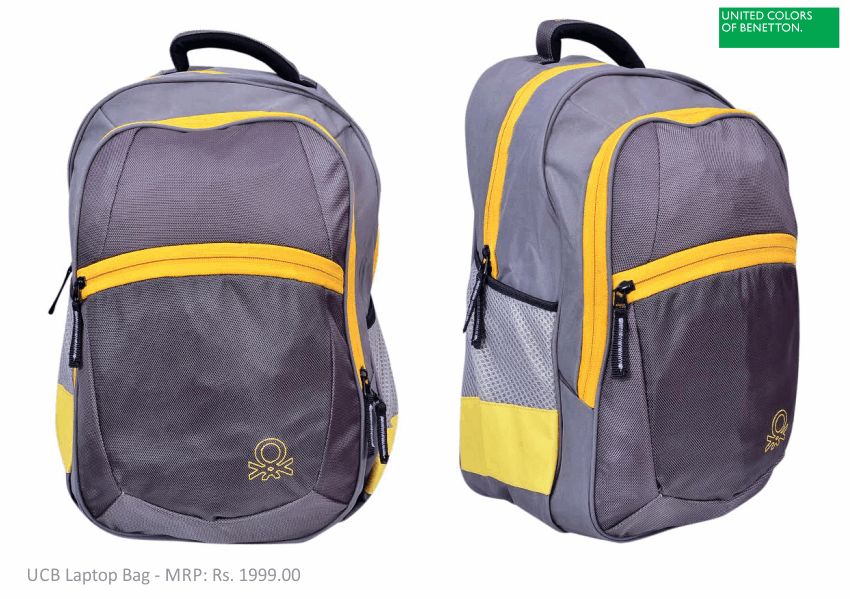 UNITED COLORS
OF BENETTON.
UCB Laptop Bag - MRP: Rs. 1999.00